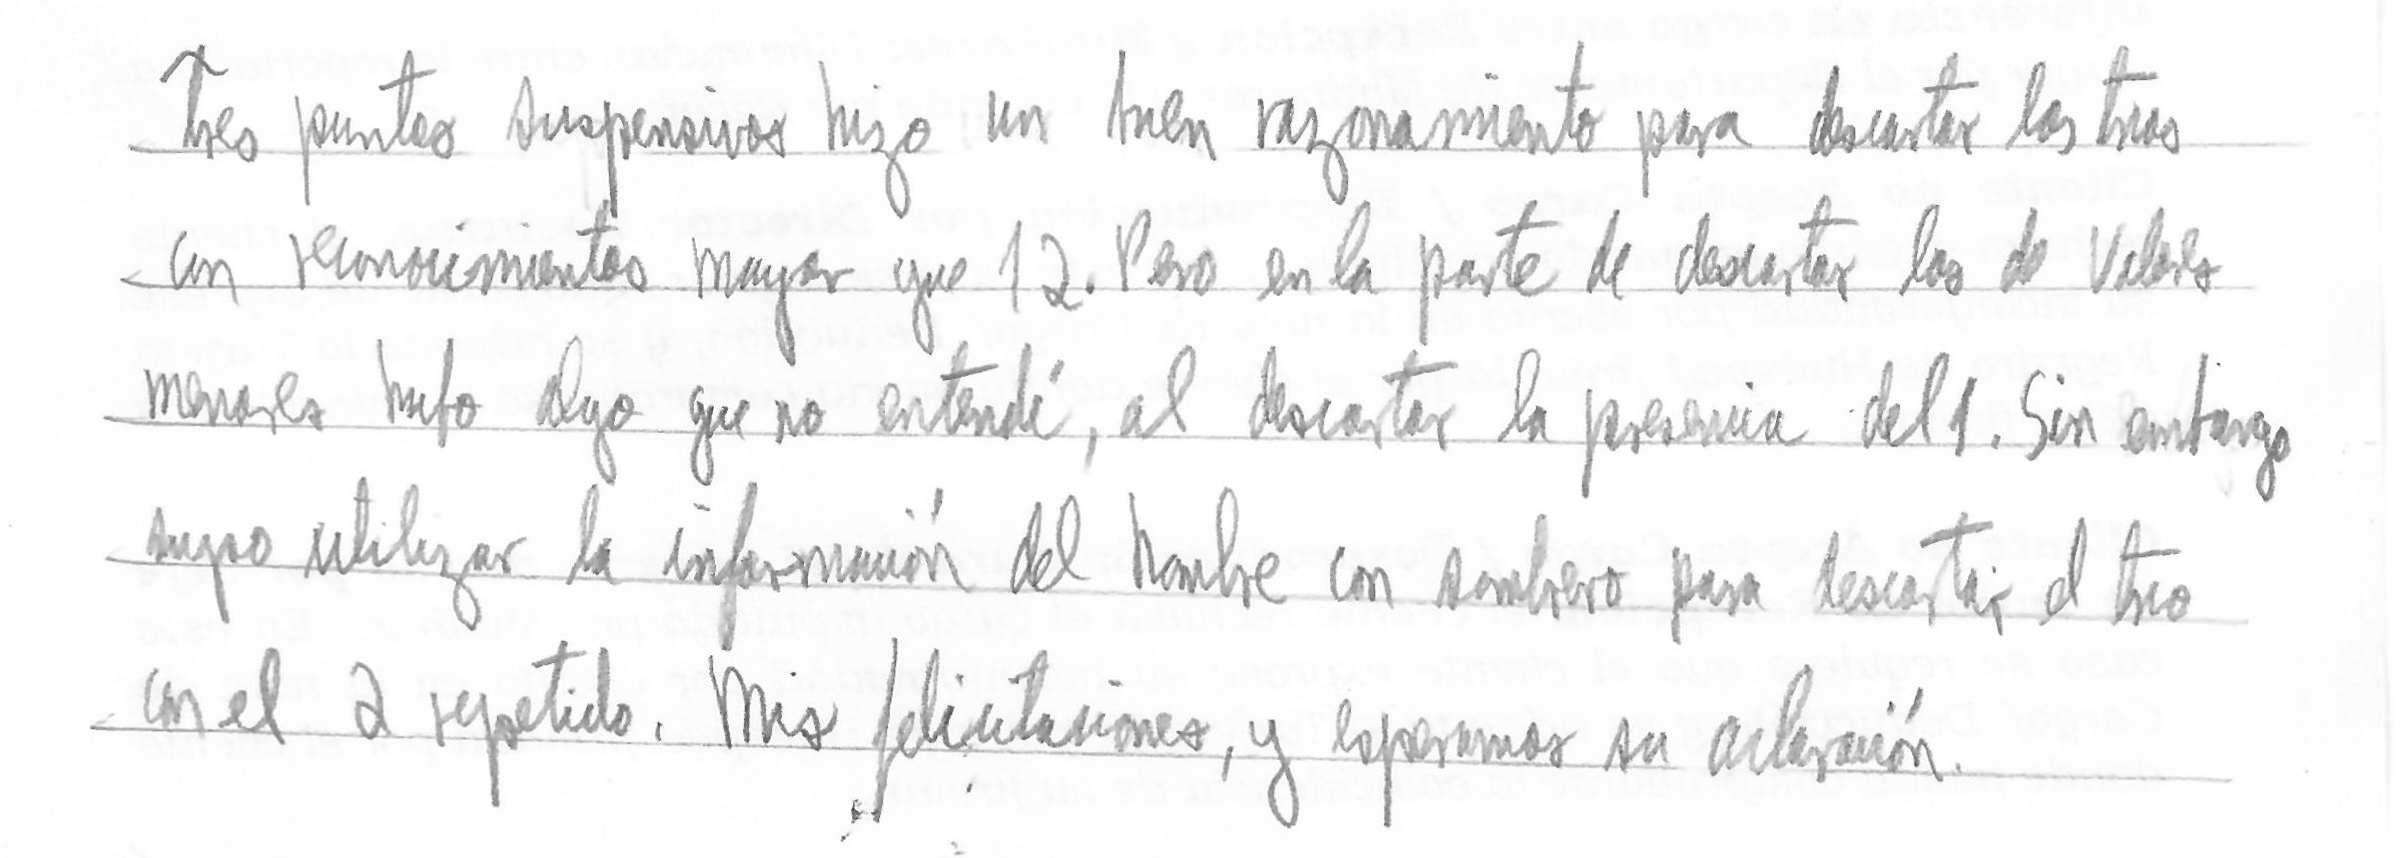 Tres puntos suspensivos hizo un buen razonamiento para descartar los tríos
con reconocimientos mayor que 12. Pero en la parte de descartar los de valores
menores hubo algo que no entendí, al descartar la presencia del 1. Sin embargo
supo utilizar la información del hombre con sombrero para descartar el trío
con el 2 repetido. Mis felicitaciones, y esperamos su aclaración.